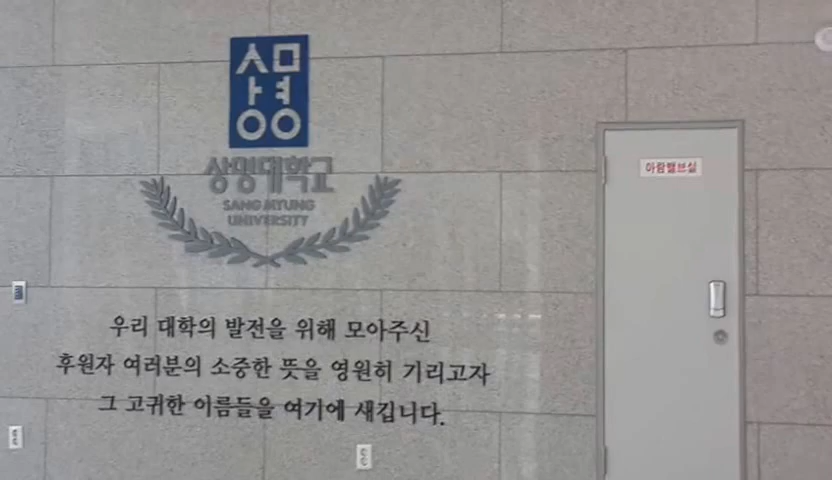 상명
상명대학교
SANG MYUNG
UNIVERSITY
아람밸브실
우리 대학의 발전을 위해 모아주신
후원자 여러분의 소중한 뜻을 영원히 기리고자
그 고귀한 이름들을 여기에 새깁니다.